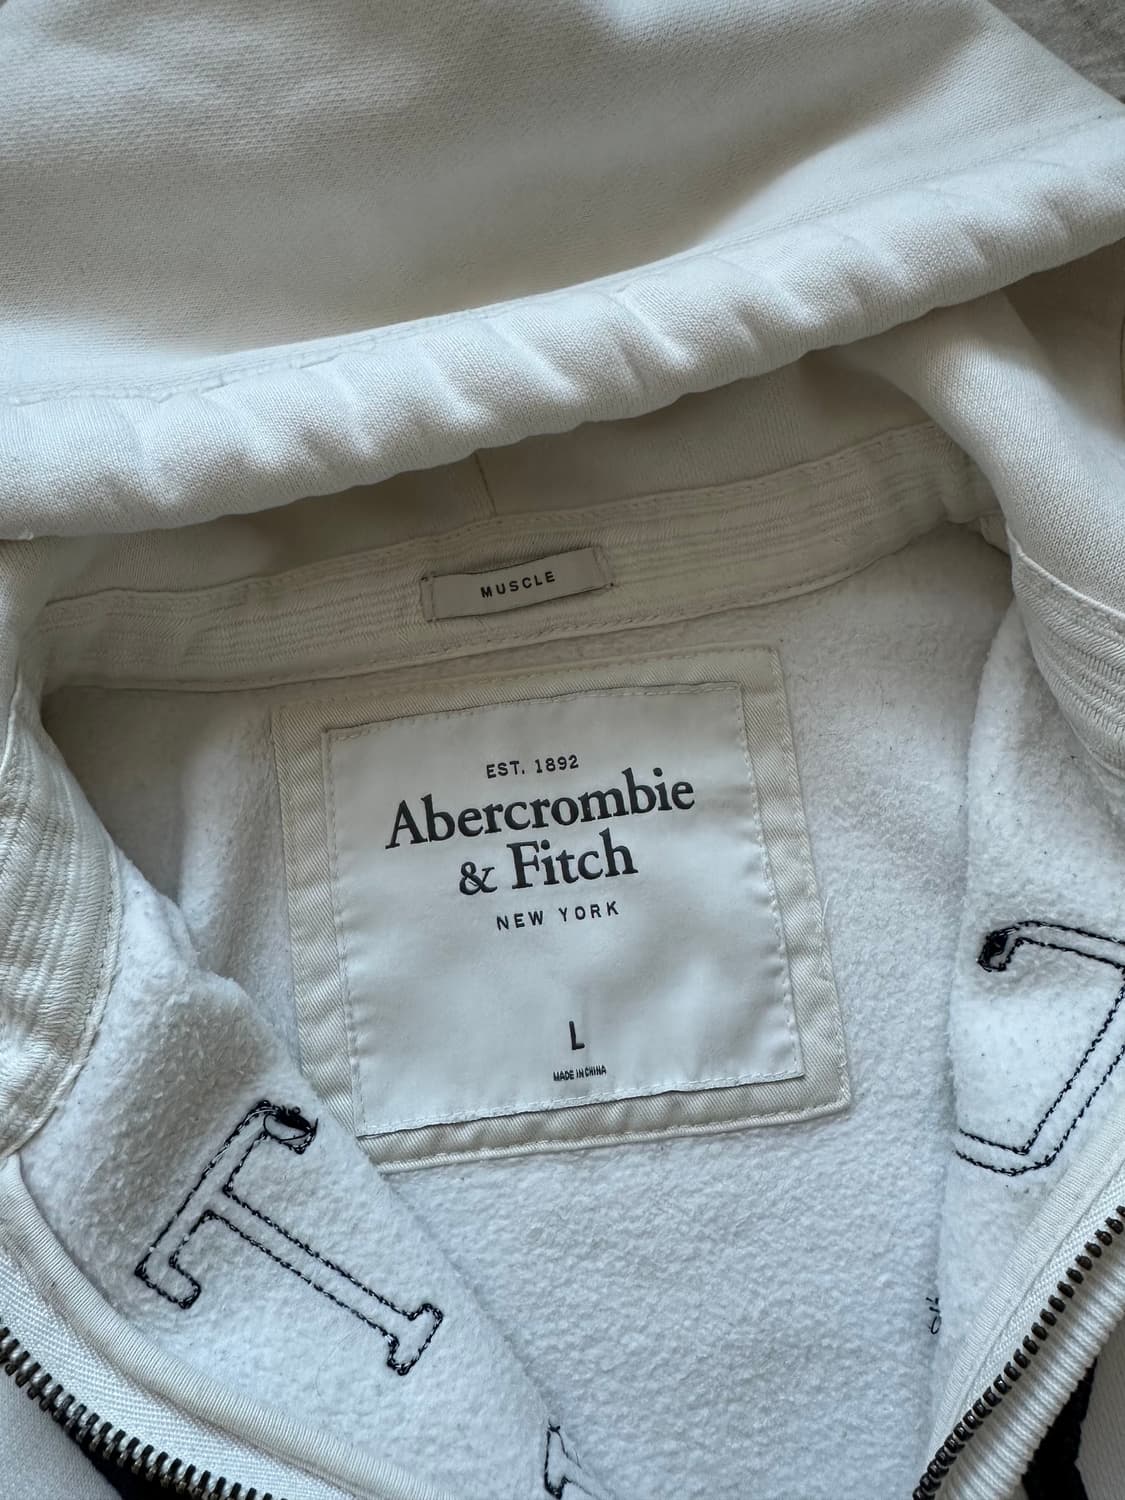 MUSCLE
EST. 1892
Abercrombie
& Fitch
NEW YORK
L
MADE IN CHINA
T